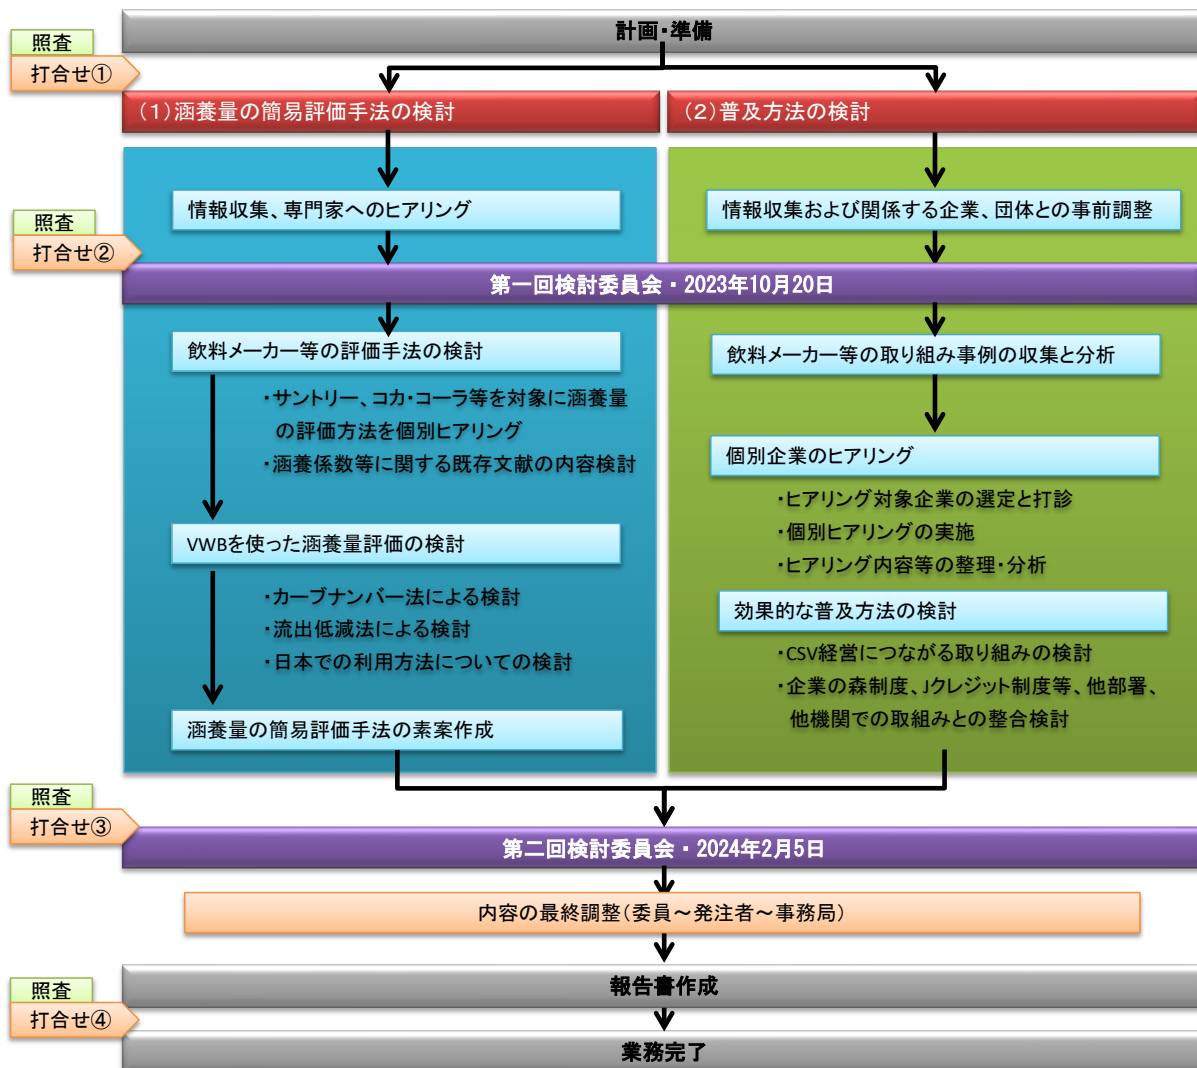 計画・準備
照査
打合せ①
(１)涵養量の簡易評価手法の検討
(２)普及方法の検討
情報収集、専門家へのヒアリング
情報収集および関係する企業、団体との事前調整
照査
打合せ②
第一回検討委員会・2023年10月20日
飲料メーカー等の評価手法の検討
・サントリー、コカ・コーラ等を対象に涵養量
の評価方法を個別ヒアリング
・涵養係数等に関する既存文献の内容検討
VWBを使った涵養量評価の検討
・カーブナンバー法による検討
・流出低減法による検討
・日本での利用方法についての検討
涵養量の簡易評価手法の素案作成
飲料メーカー等の取り組み事例の収集と分析
個別企業のヒアリング
・ヒアリング対象企業の選定と打診
・個別ヒアリングの実施
・ヒアリング内容等の整理・分析
効果的な普及方法の検討
・CSV経営につながる取り組みの検討
・企業の森制度、Jクレジット制度等、他部署、
他機関での取組みとの整合検討
照査
打合せ③
第二回検討委員会・2024年2月5日
内容の最終調整(委員～発注者～事務局)
照査
打合せ④
報告書作成
業務完了